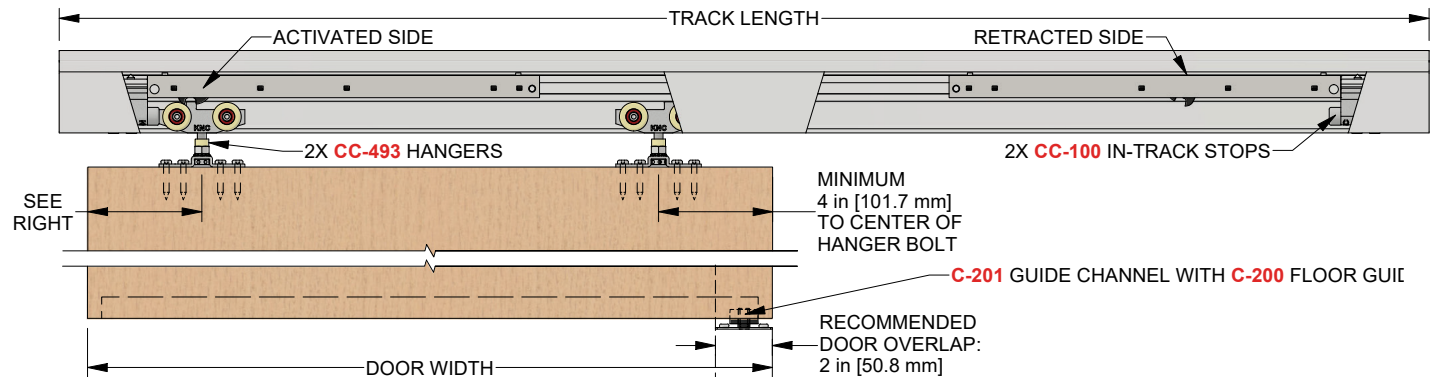 TRACK LENGTH
ACTIVATED SIDE
RETRACTED SIDE
KNC
KNC
2X CC-493 HANGERS
2X CC-100 IN-TRACK STOPS
SEE
RIGHT
MINIMUM
4 in [101.7 mm]
TO CENTER OF
HANGER BOLT
C-201 GUIDE CHANNEL WITH C-200 FLOOR GUID
RECOMMENDED
DOOR OVERLAP:
2 in [50.8 mm]
DOOR WIDTH